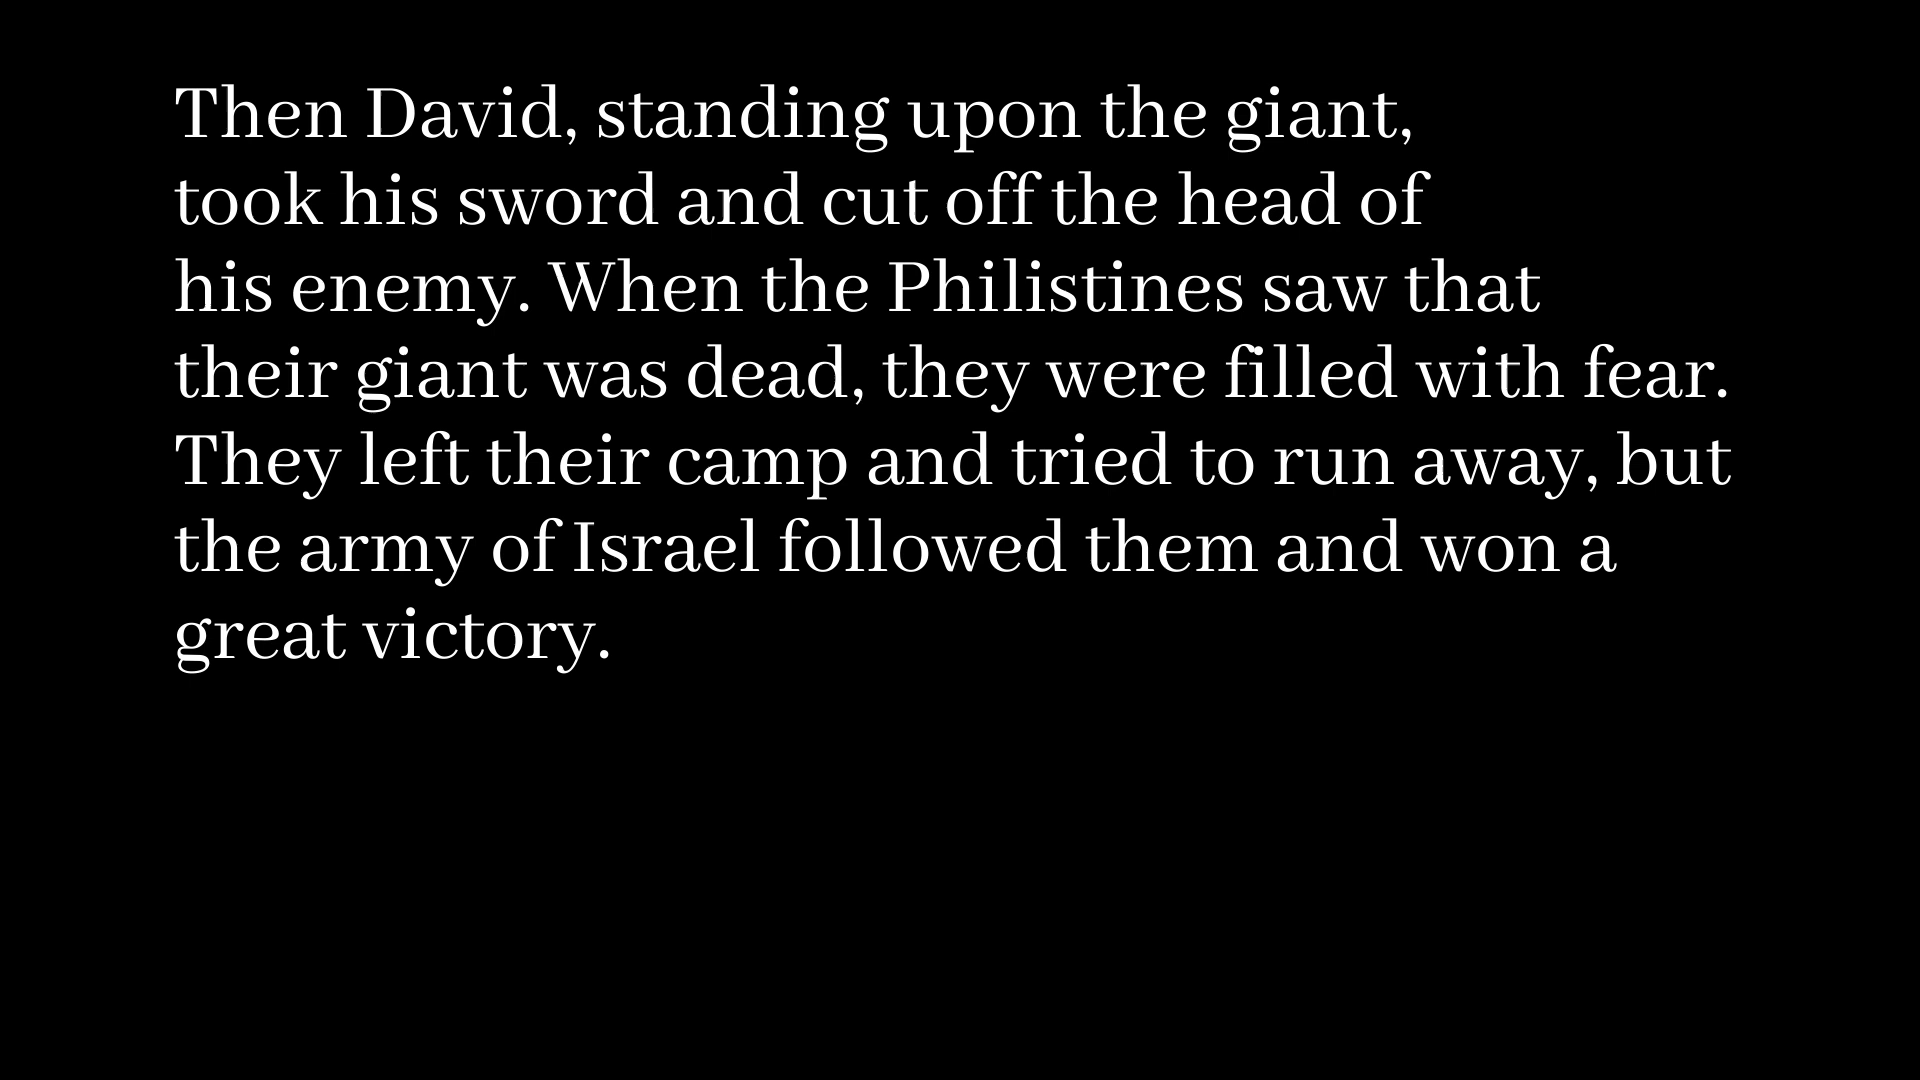 Then David, standing upon the giant,
took his sword and cut off the head of
his enemy. When the Philistines saw that
their giant was dead, they were filled with fear.
They left their camp and tried to run away, but
the army of Israel followed them and won a
great victory.